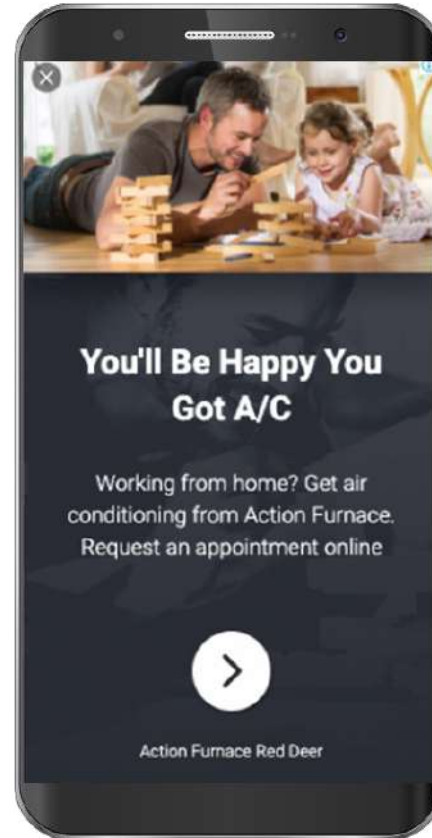 You'll Be Happy You
Got A/C
Working from home? Get air
conditioning from Action Furnace.
Request an appointment online
Action Furnace Red Deer